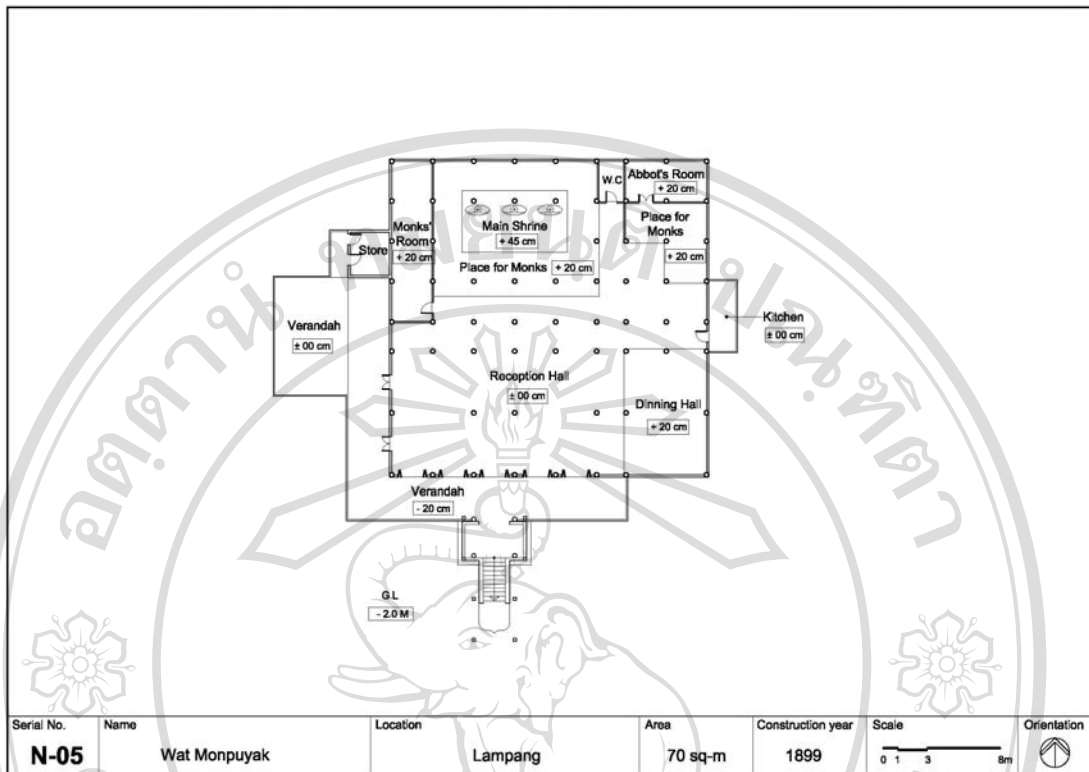 W.C
Abbot's Room
+ 20 cm
Place for
Monks
+ 20 cm
Monks'
Room
+ 20 cm
Main Shrine
+ 45 cm
Place for Monks + 20 cm
Store
Verandah
± 00 cm
Kitchen
± 00 cm
Reception Hall
± 00 cm
Dinning Hall
+ 20 cm
Verandah
- 20 cm
G.L
- 2.0 M
Serial No. Name Location Area Construction year Scale Orientation
N-05 Wat Monpuyak Lampang 70 sq-m 1899 0 1 3 8m